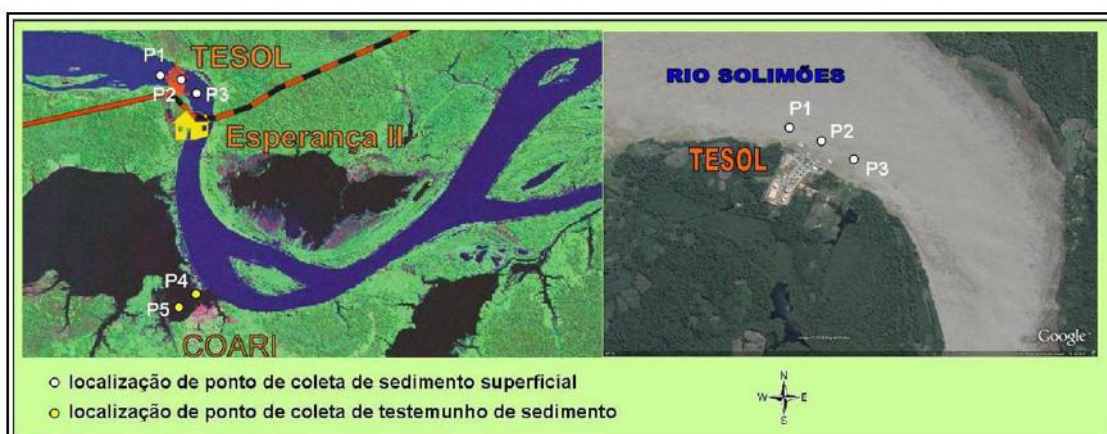 P1
TESOL
P2
P3
Esperança II
P4
P5
COARI
RIO SOLIMÕES
P1
P2
TESOL
P3
Google
localização de ponto de coleta de sedimento superficial
localização de ponto de coleta de testemunho de sedimento
N
W E
S